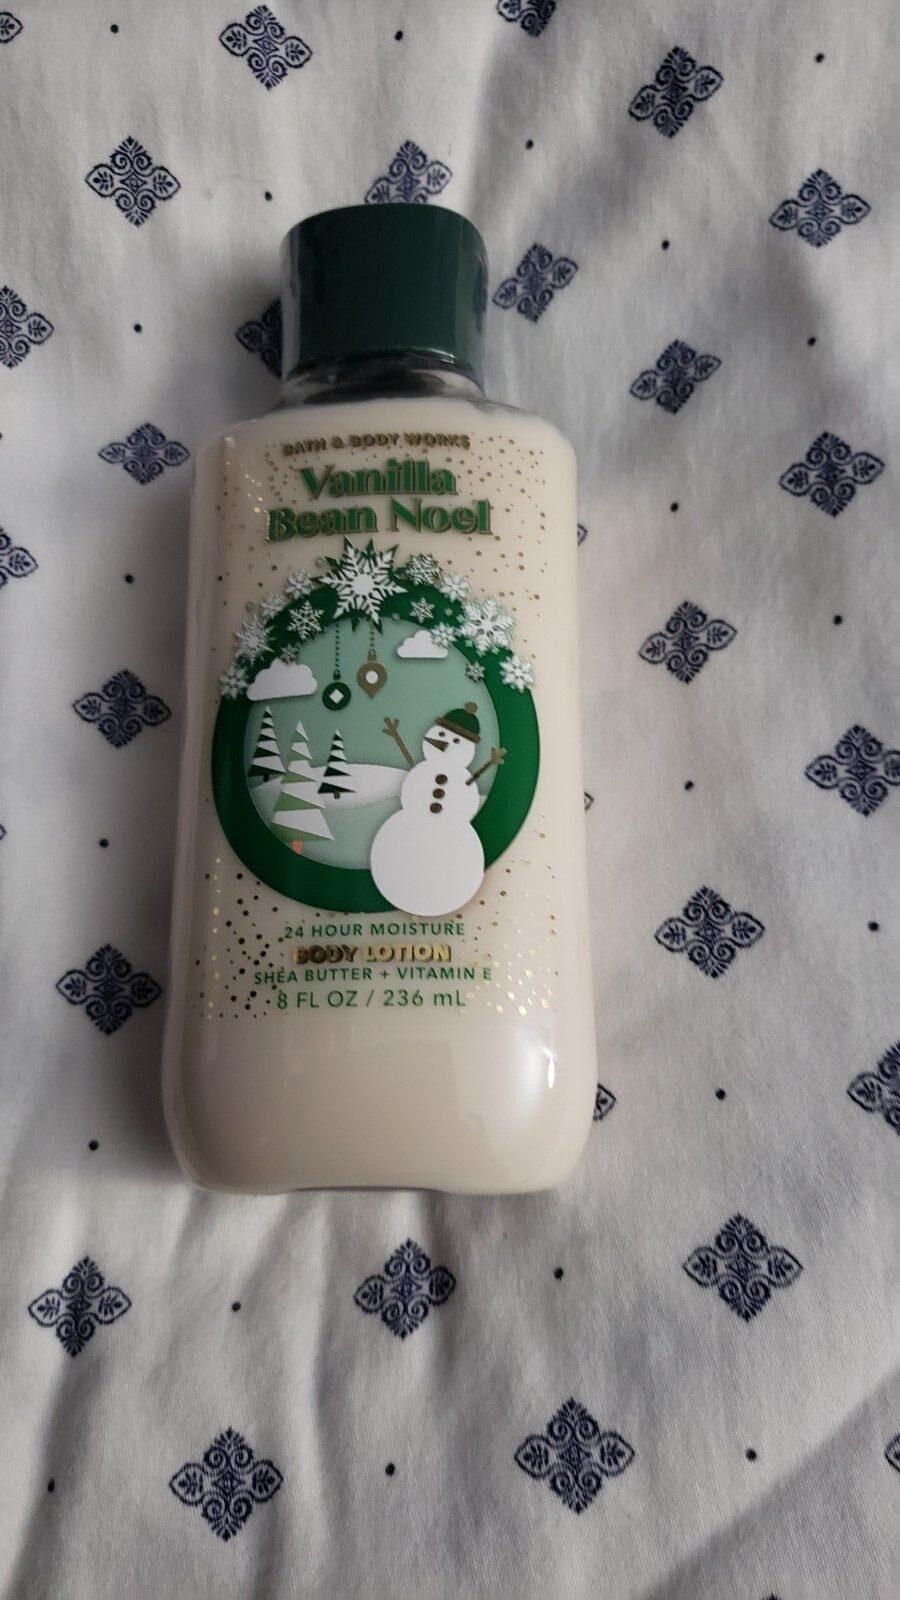 BATH & BODY WORKS
Vanilla
Bean Noel
24 HOUR MOISTURE
BODY LOTION
SHEA BUTTER + VITAMIN E
8 FL OZ / 236 mL